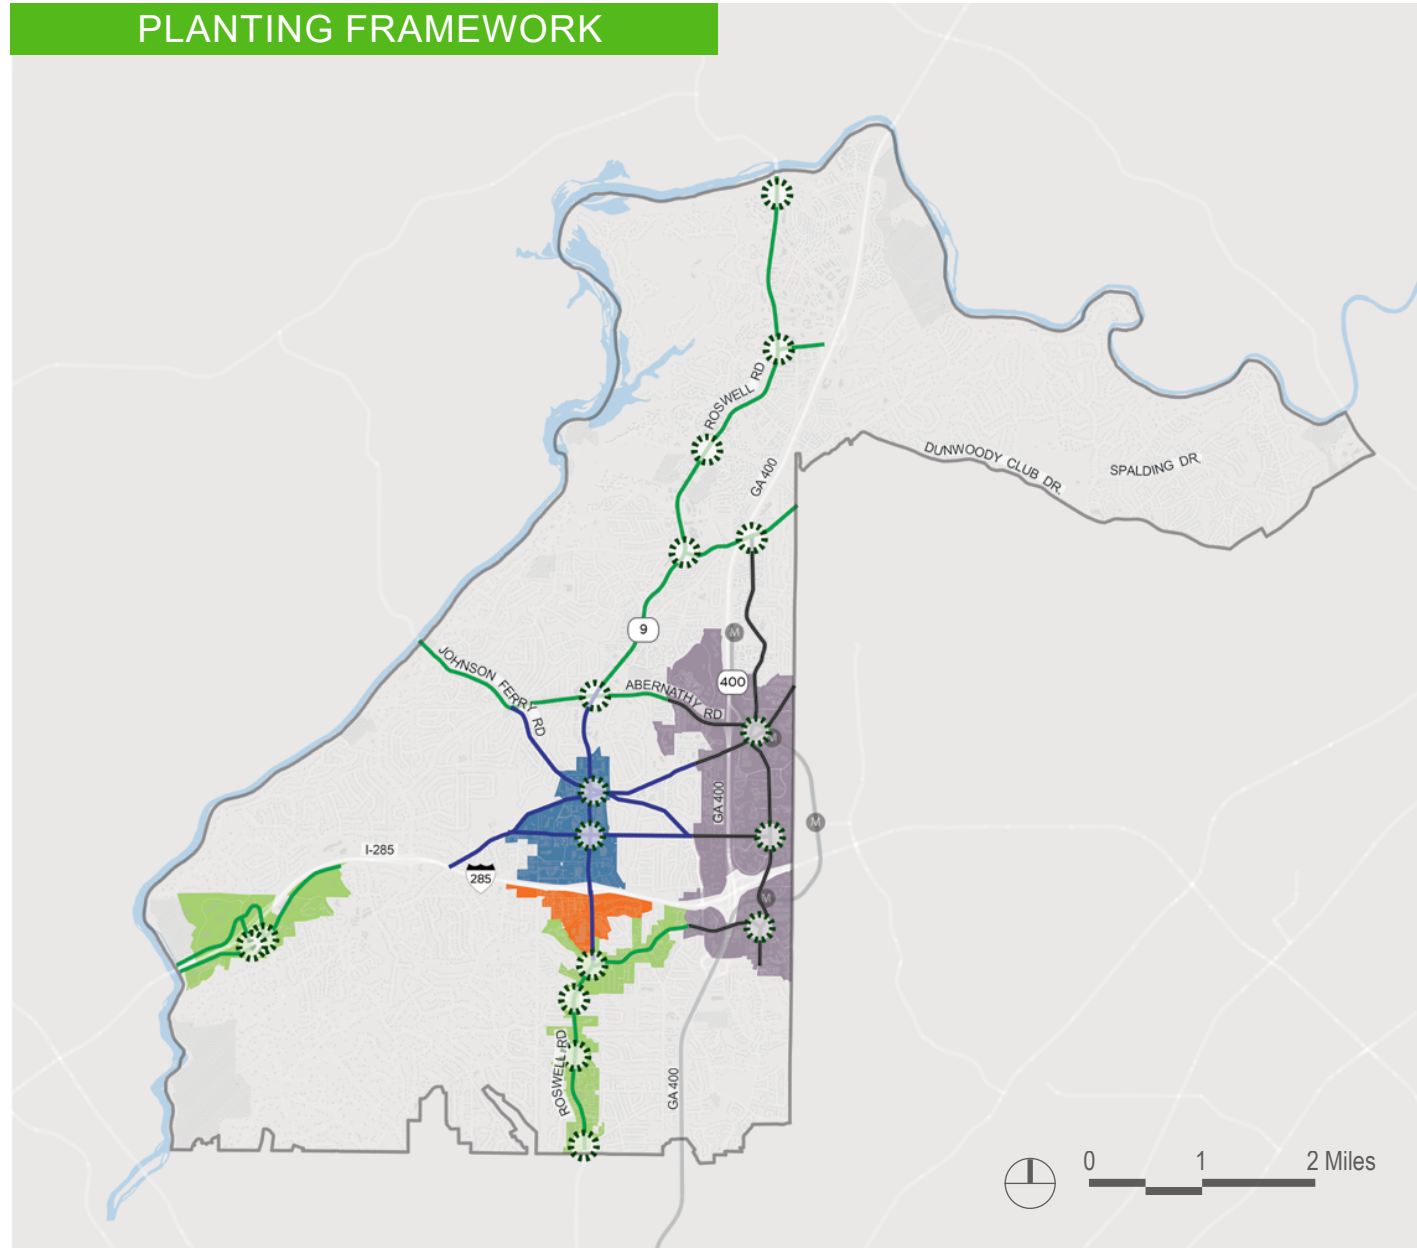 PLANTING FRAMEWORK
ROSWELL RD
GA 400
DUNWOODY CLUB DR.
SPALDING DR.
9
M
JOHNSON FERRY RD
ABERNATHY RD
400
M
GA 400
M
I-285
285
M
ROSWELL RD
GA 400
0 1 2 Miles